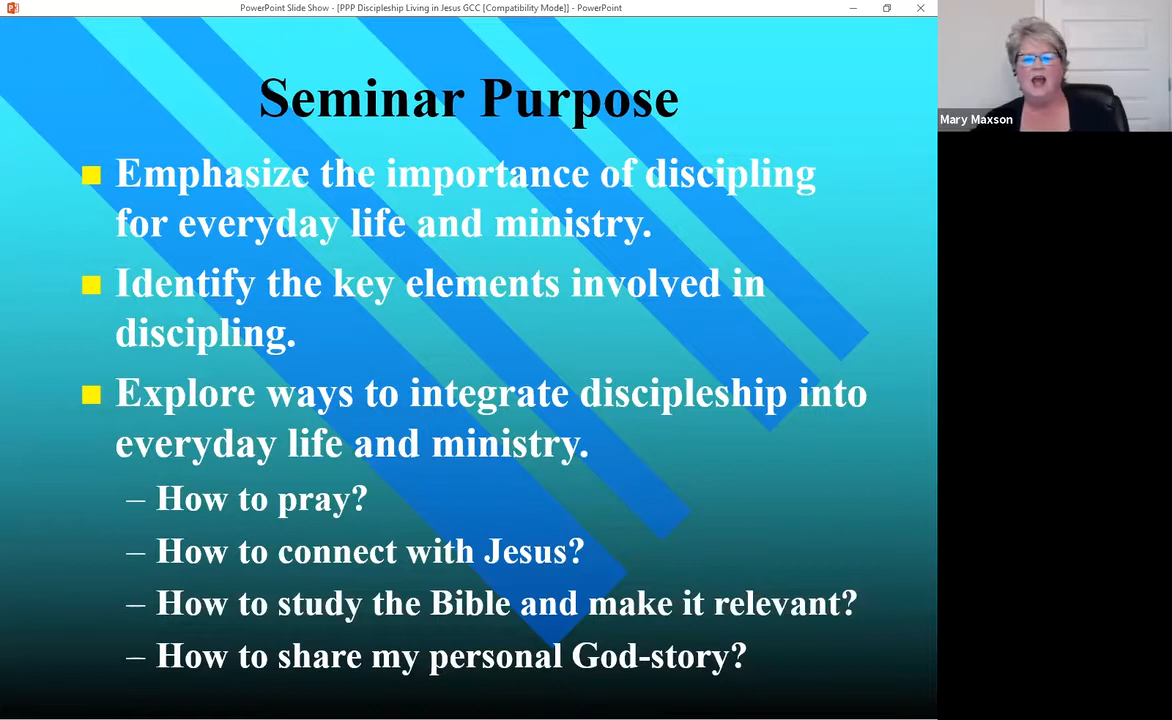 PowerPoint Slide Show - [PPP Discipleship Living in Jesus GCC [Compatibility Mode]] - PowerPoint
Mary Maxson
Seminar Purpose
Emphasize the importance of discipling
for everyday life and ministry.
Identify the key elements involved in
discipling.
Explore ways to integrate discipleship into
everyday life and ministry.
– How to pray?
– How to connect with Jesus?
– How to study the Bible and make it relevant?
– How to share my personal God-story?